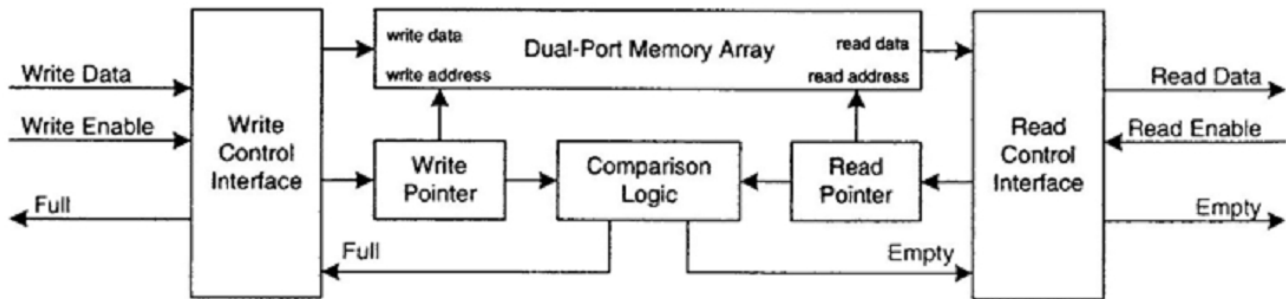 write data
Dual-Port Memory Array
read data
write address
read address
Write Data
Write Enable
Full
Write
Control
Interface
Write
Pointer
Comparison
Logic
Read
Pointer
Read
Control
Interface
Read Data
Read Enable
Empty
Full
Empty